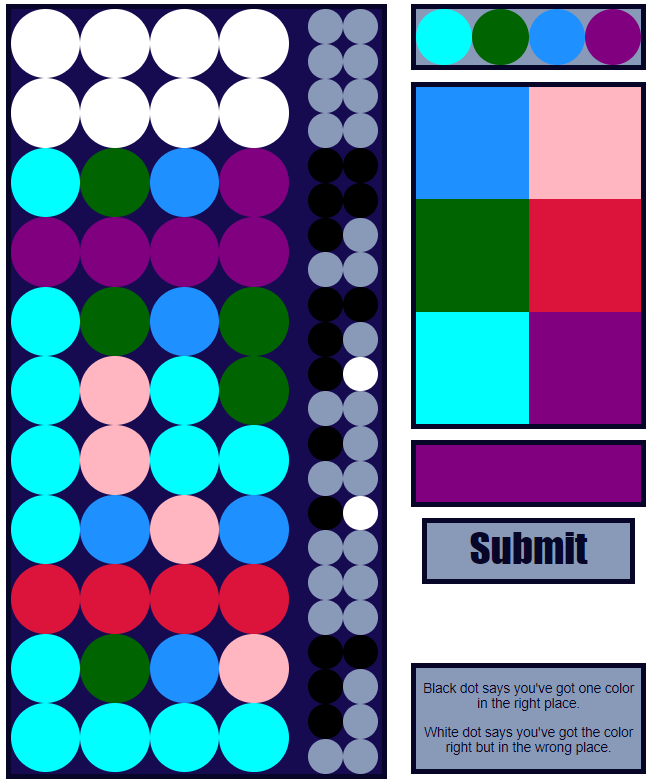 Submit
Black dot says you've got one color
in the right place.
White dot says you've got the color
right but in the wrong place.